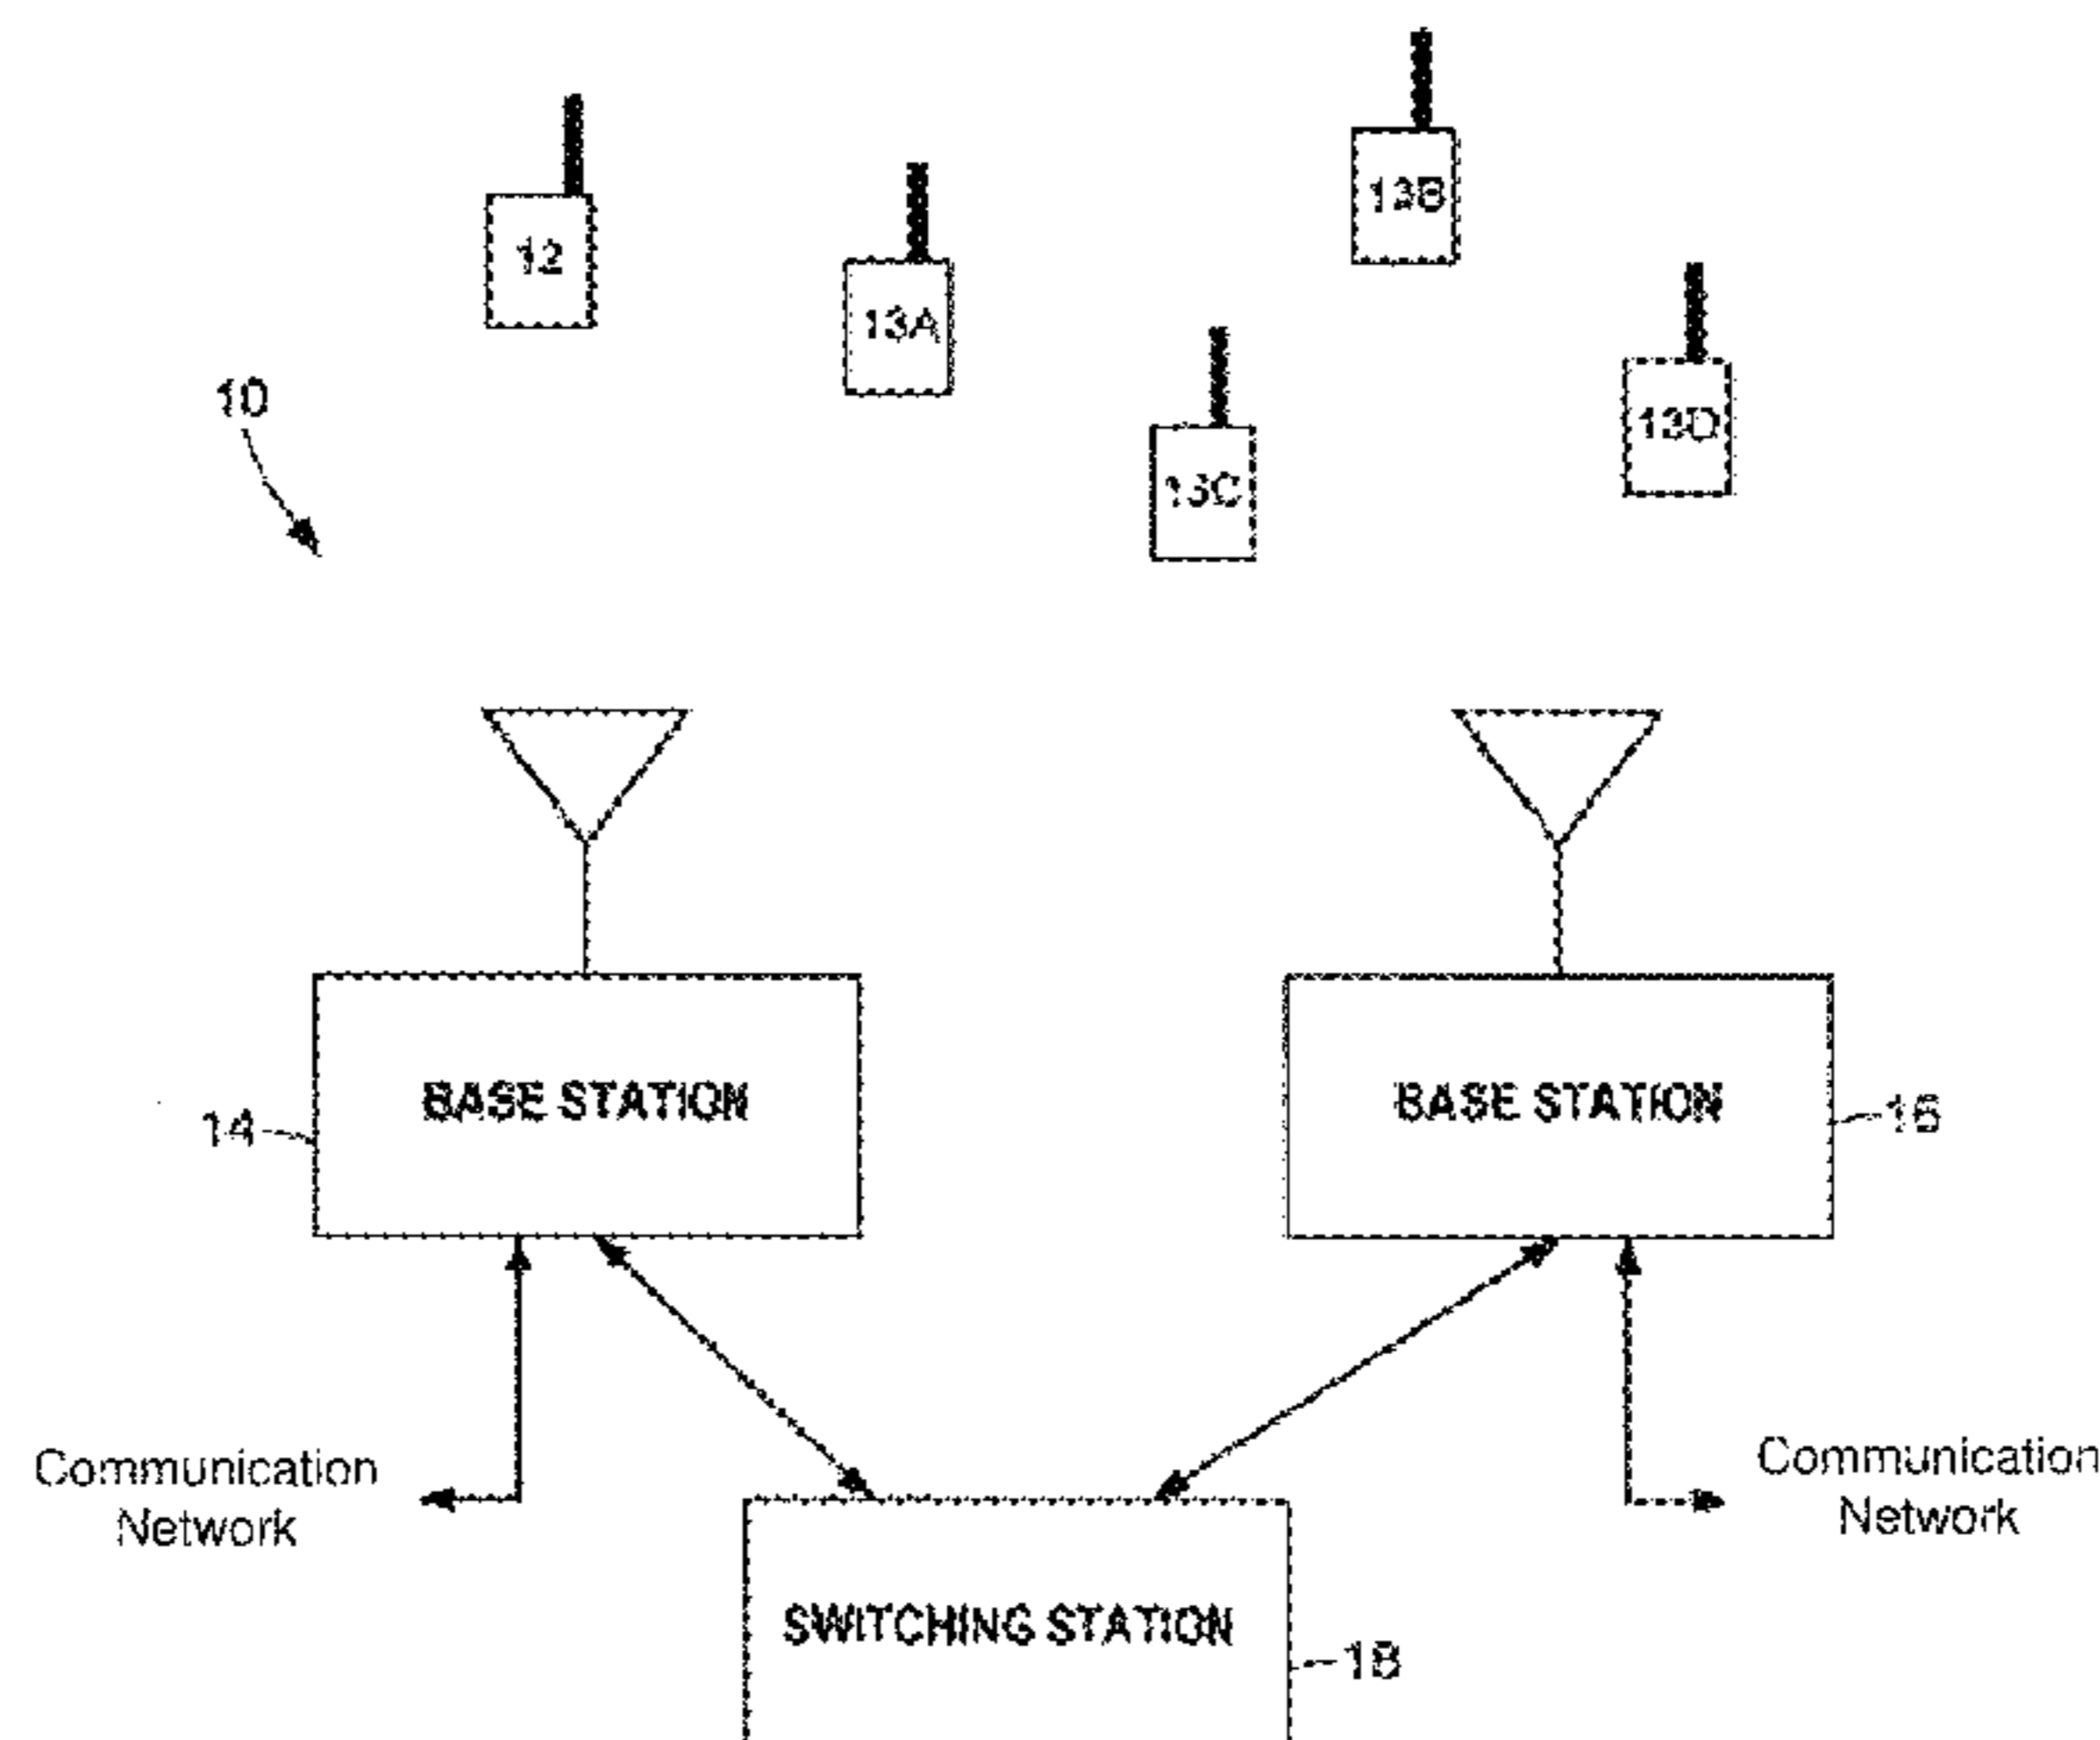 13B
12
13A
10
13D
13C
BASE STATION
BASE STATION
14
16
Communication
Network
Communication
Network
SWITCHING STATION
18